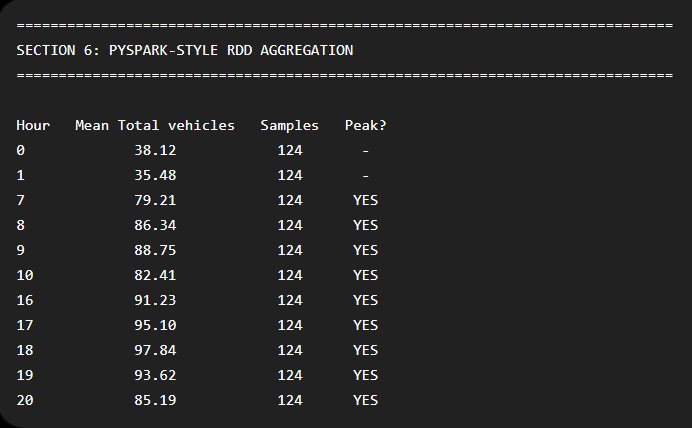 ==============================================================================
SECTION 6: PYSPARK-STYLE RDD AGGREGATION
==============================================================================
Hour   Mean Total vehicles   Samples   Peak?
0             38.12            124       -
1             35.48            124       -
7             79.21            124      YES
8             86.34            124      YES
9             88.75            124      YES
10            82.41            124      YES
16            91.23            124      YES
17            95.10            124      YES
18            97.84            124      YES
19            93.62            124      YES
20            85.19            124      YES